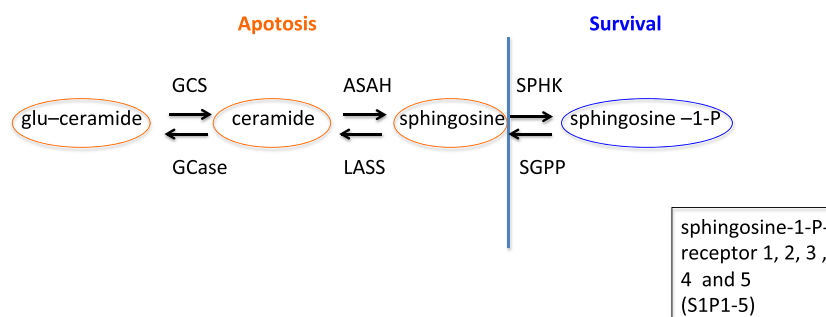 Apotosis Survival
GCS ASAH SPHK
glu–ceramide ceramide sphingosine sphingosine –1-P
GCase LASS SGPP
sphingosine-1-P-
receptor 1, 2, 3 ,
4 and 5
(S1P1-5)